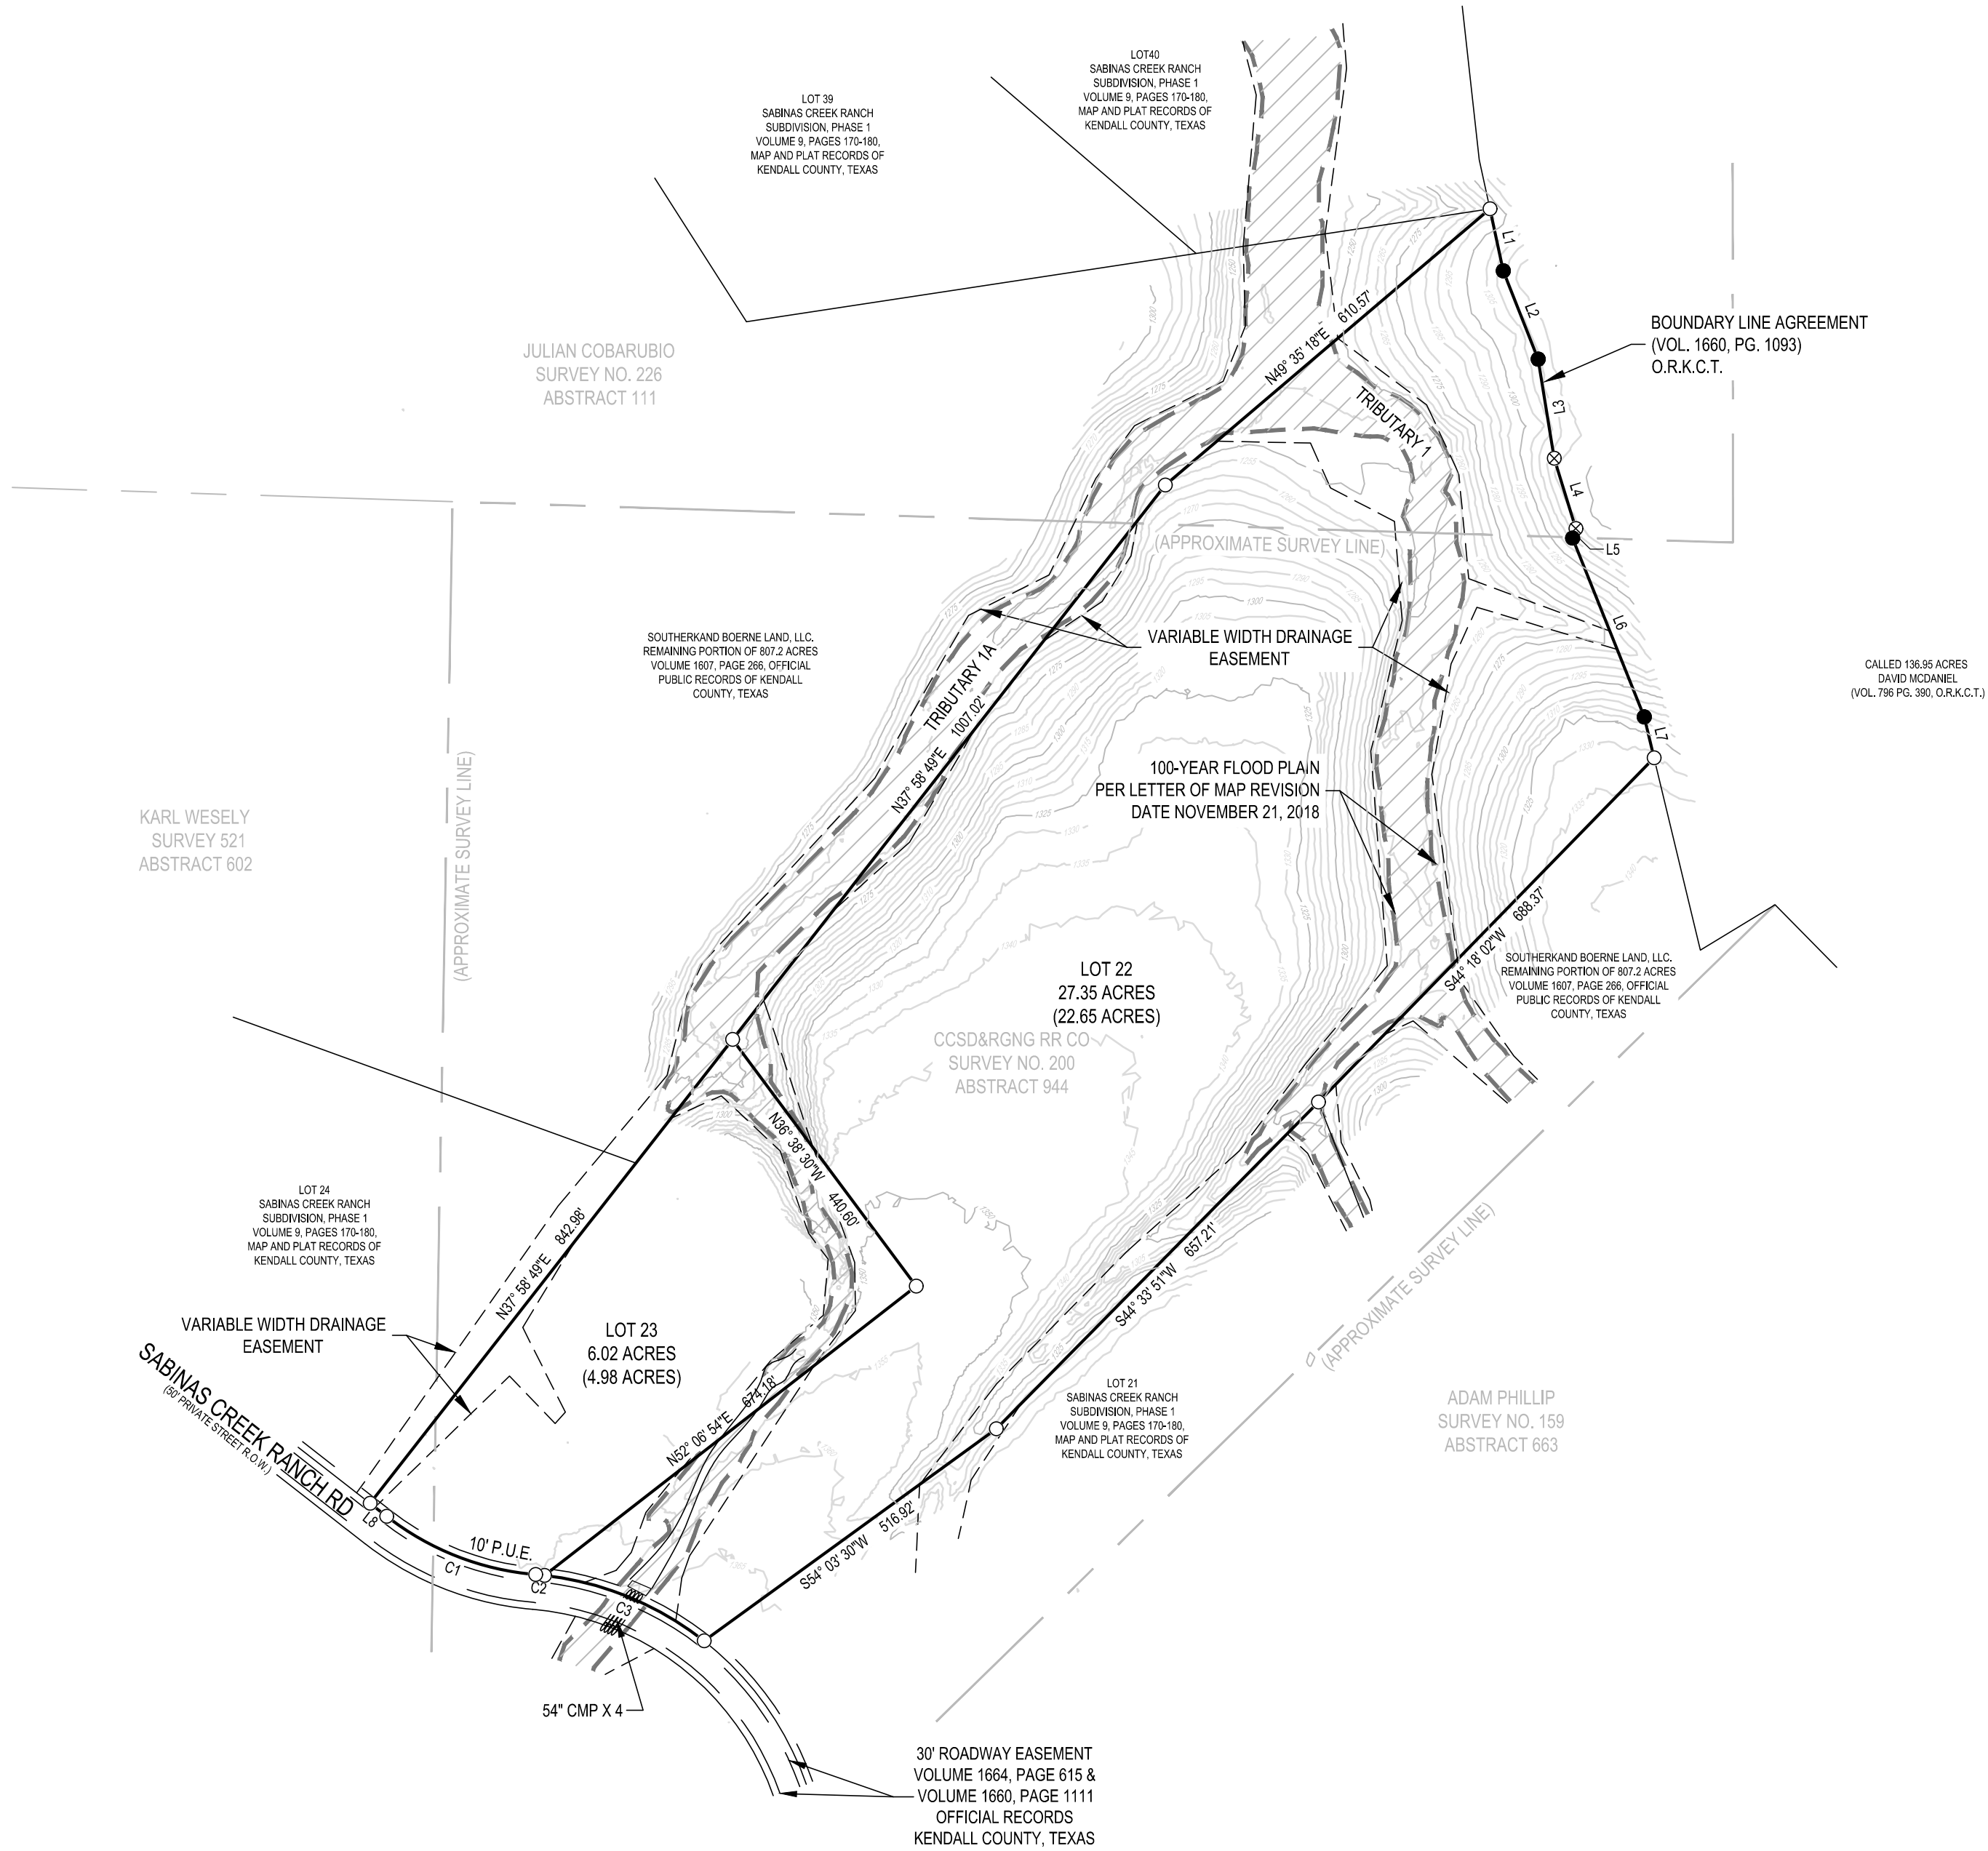 LOT40
SABINAS CREEK RANCH
SUBDIVISION, PHASE 1
VOLUME 9, PAGES 170-180,
MAP AND PLAT RECORDS OF
KENDALL COUNTY, TEXAS
LOT 39
SABINAS CREEK RANCH
SUBDIVISION, PHASE 1
VOLUME 9, PAGES 170-180,
MAP AND PLAT RECORDS OF
KENDALL COUNTY, TEXAS
L1
L2
BOUNDARY LINE AGREEMENT
(VOL. 1660, PG. 1093)
O.R.K.C.T.
N49° 35' 18"E 610.57'
JULIAN COBARUBIO
SURVEY NO. 226
ABSTRACT 111
TRIBUTARY 1
L3
L4
L5
(APPROXIMATE SURVEY LINE)
L6
VARIABLE WIDTH DRAINAGE
EASEMENT
SOUTHERKAND BOERNE LAND, LLC.
REMAINING PORTION OF 807.2 ACRES
VOLUME 1607, PAGE 266, OFFICIAL
PUBLIC RECORDS OF KENDALL
COUNTY, TEXAS
CALLED 136.95 ACRES
DAVID MCDANIEL
(VOL. 796 PG. 390, O.R.K.C.T.)
TRIBUTARY 1A
N37° 58' 49"E 1007.02'
L7
100-YEAR FLOOD PLAIN
PER LETTER OF MAP REVISION
DATE NOVEMBER 21, 2018
KARL WESELY
SURVEY 521
ABSTRACT 602
(APPROXIMATE SURVEY LINE)
S44° 18' 02"W 688.37'
LOT 22
27.35 ACRES
(22.65 ACRES)
SOUTHERKAND BOERNE LAND, LLC.
REMAINING PORTION OF 807.2 ACRES
VOLUME 1607, PAGE 266, OFFICIAL
PUBLIC RECORDS OF KENDALL
COUNTY, TEXAS
CCSD&RGNG RR CO
SURVEY NO. 200
ABSTRACT 944
N36° 38' 30"W 440.60'
LOT 24
SABINAS CREEK RANCH
SUBDIVISION, PHASE 1
VOLUME 9, PAGES 170-180,
MAP AND PLAT RECORDS OF
KENDALL COUNTY, TEXAS
N37° 58' 49"E 842.98'
S44° 33' 51"W 657.21'
(APPROXIMATE SURVEY LINE)
VARIABLE WIDTH DRAINAGE
EASEMENT
LOT 23
6.02 ACRES
(4.98 ACRES)
SABINAS CREEK RANCH RD
(50' PRIVATE STREET R.O.W.)
N52° 06' 54"E 674.18'
LOT 21
SABINAS CREEK RANCH
SUBDIVISION, PHASE 1
VOLUME 9, PAGES 170-180,
MAP AND PLAT RECORDS OF
KENDALL COUNTY, TEXAS
ADAM PHILLIP
SURVEY NO. 159
ABSTRACT 663
L8
10' P.U.E.
C1
C2
C3
S54° 03' 30"W 516.92'
54" CMP X 4
30' ROADWAY EASEMENT
VOLUME 1664, PAGE 615 &
VOLUME 1660, PAGE 1111
OFFICIAL RECORDS
KENDALL COUNTY, TEXAS